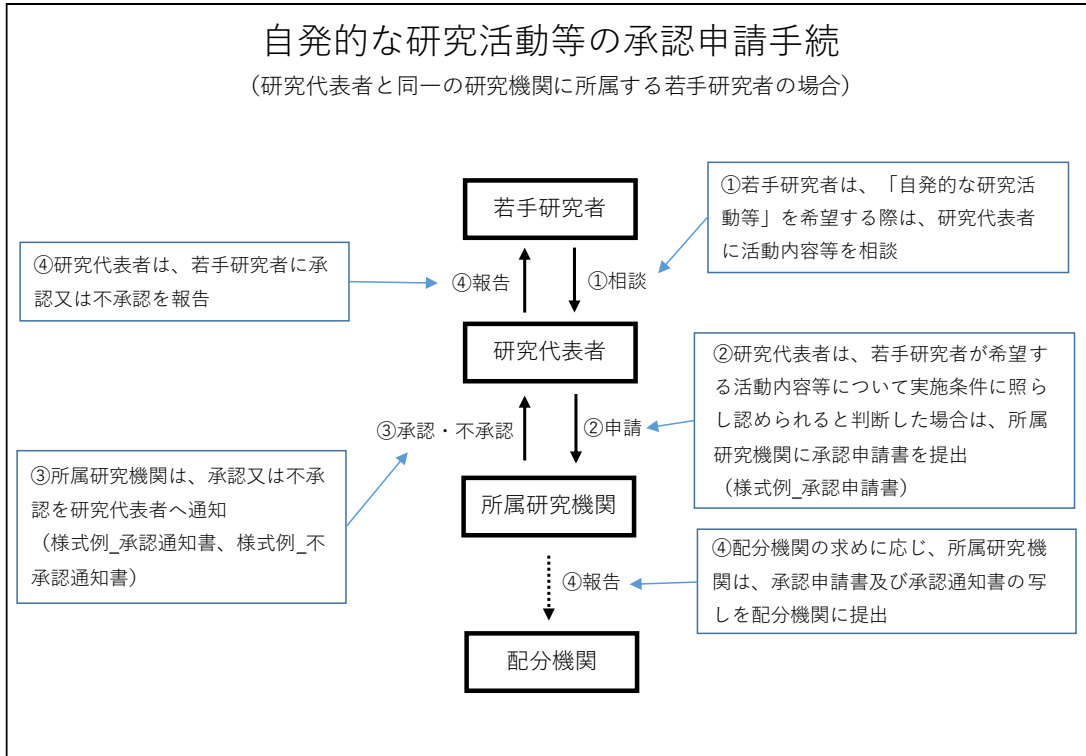 自発的な研究活動等の承認申請手続
（研究代表者と同一の研究機関に所属する若手研究者の場合）
若手研究者
①若手研究者は、「自発的な研究活
動等」を希望する際は、研究代表者
に活動内容等を相談
④研究代表者は、若手研究者に承
認又は不承認を報告
④報告
①相談
研究代表者
②研究代表者は、若手研究者が希望す
る活動内容等について実施条件に照ら
し認められると判断した場合は、所属
研究機関に承認申請書を提出
（様式例_承認申請書）
③承認・不承認
②申請
③所属研究機関は、承認又は不承
認を研究代表者へ通知
（様式例_承認通知書、様式例_不
承認通知書）
所属研究機関
④配分機関の求めに応じ、所属研究機
関は、承認申請書及び承認通知書の写
しを配分機関に提出
④報告
配分機関